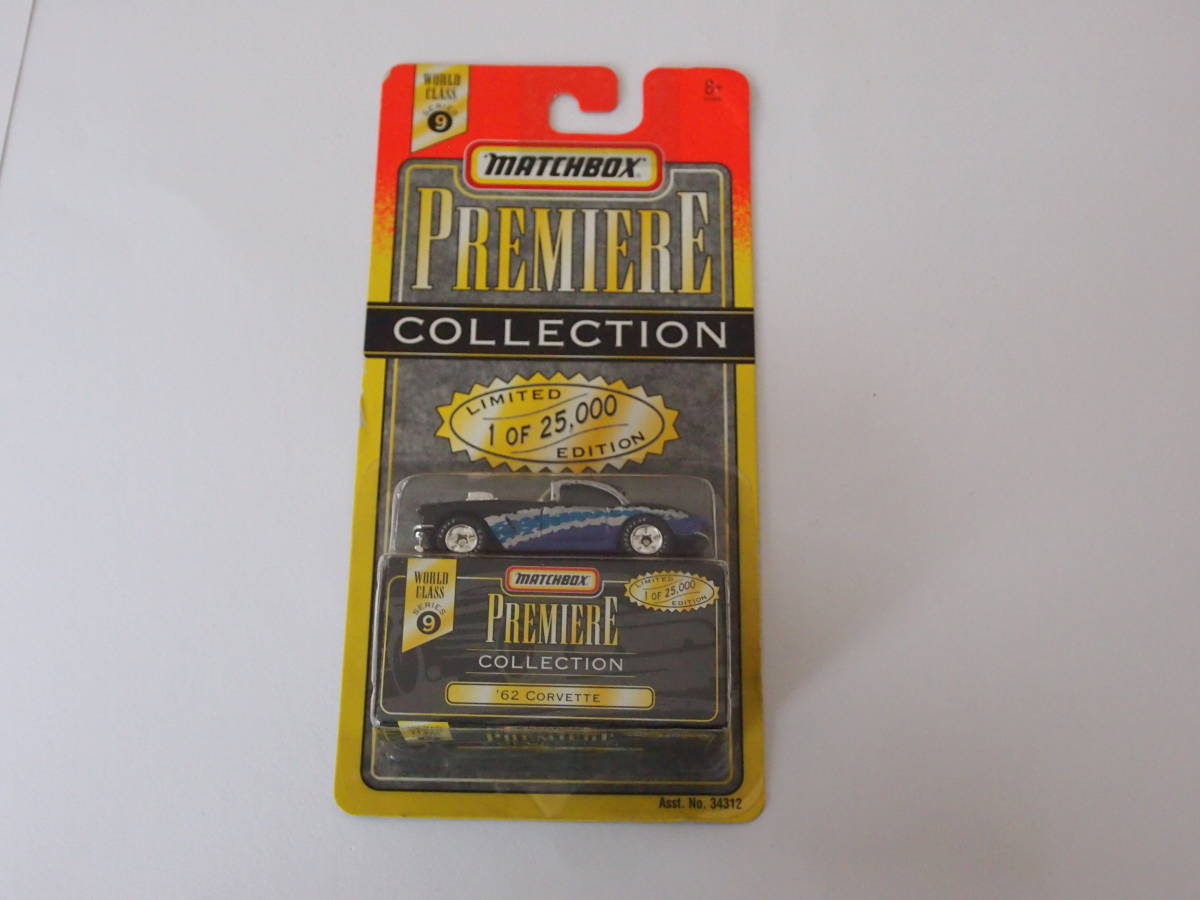 WORLD
CLASS
SERIES
9
8+
MATCHBOX
PREMIERE
COLLECTION
LIMITED
1 OF 25,000
EDITION
WORLD
CLASS
SERIES
9
MATCHBOX
LIMITED
1 OF 25,000
EDITION
PREMIERE
COLLECTION
'62 CORVETTE
Asst. No. 34312